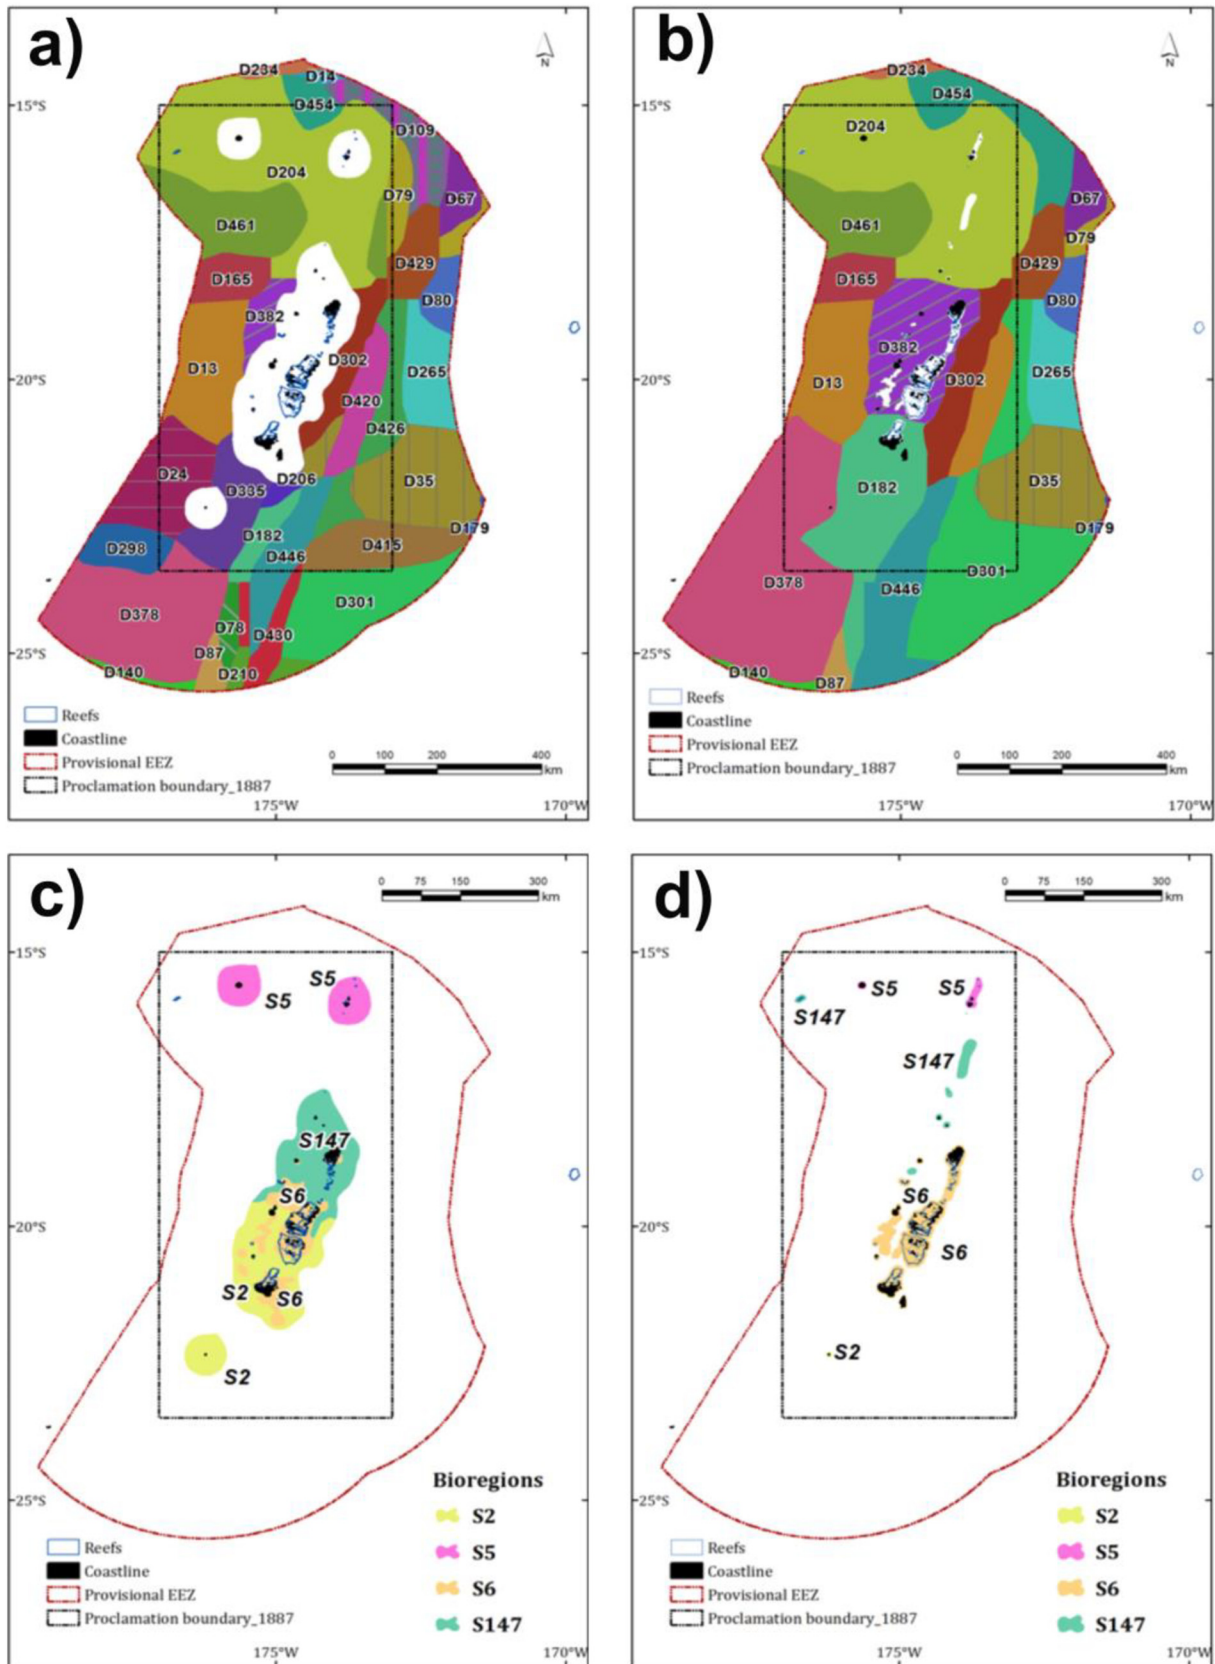 a)
N
D234
D14
15°S
D454
D109
D204
D79
D67
D461
D429
D165
D80
D382
D302
D13
D265
20°S
D420
D426
D24
D206
D35
D335
D179
D182
D415
D298
D446
D301
D378
D78
D430
D87
25°S
D140
D210
Reefs
Coastline
Provisional EEZ
Proclamation boundary_1887
0 100 200 400
km
175°W
170°W
b)
N
D234
D454
D204
D67
D461
D79
D429
D165
D80
D382
D302
D13
D265
D35
D182
D179
D301
D378
D446
D140
D87
Reefs
Coastline
Provisional EEZ
Proclamation boundary_1887
0 100 200 400
km
175°W
170°W
c)
0 75 150 300
km
15°S
S5
S5
S147
S6
20°S
S2
S6
S2
Bioregions
25°S
S2
S5
S6
S147
Reefs
Coastline
Provisional EEZ
Proclamation boundary_1887
175°W
170°W
d)
0 75 150 300
km
S5
S5
S147
S147
S6
S6
S2
Bioregions
S2
S5
S6
S147
Reefs
Coastline
Provisional EEZ
Proclamation boundary_1887
175°W
170°W